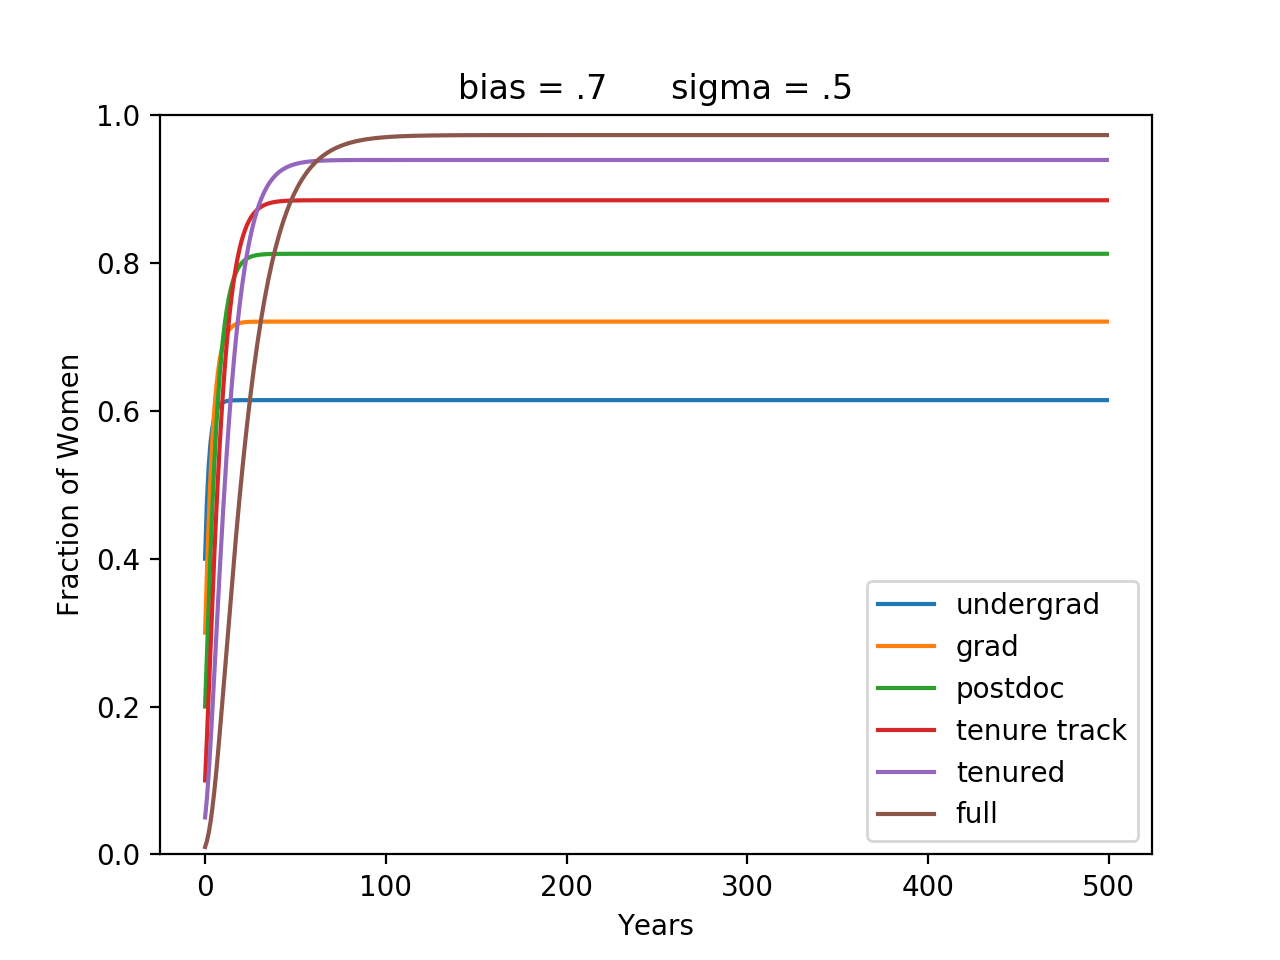 bias = .7      sigma = .5
1.0
0.8
0.6
0.4
0.2
0.0
Fraction of Women
undergrad
grad
postdoc
tenure track
tenured
full
0 100 200 300 400 500
Years